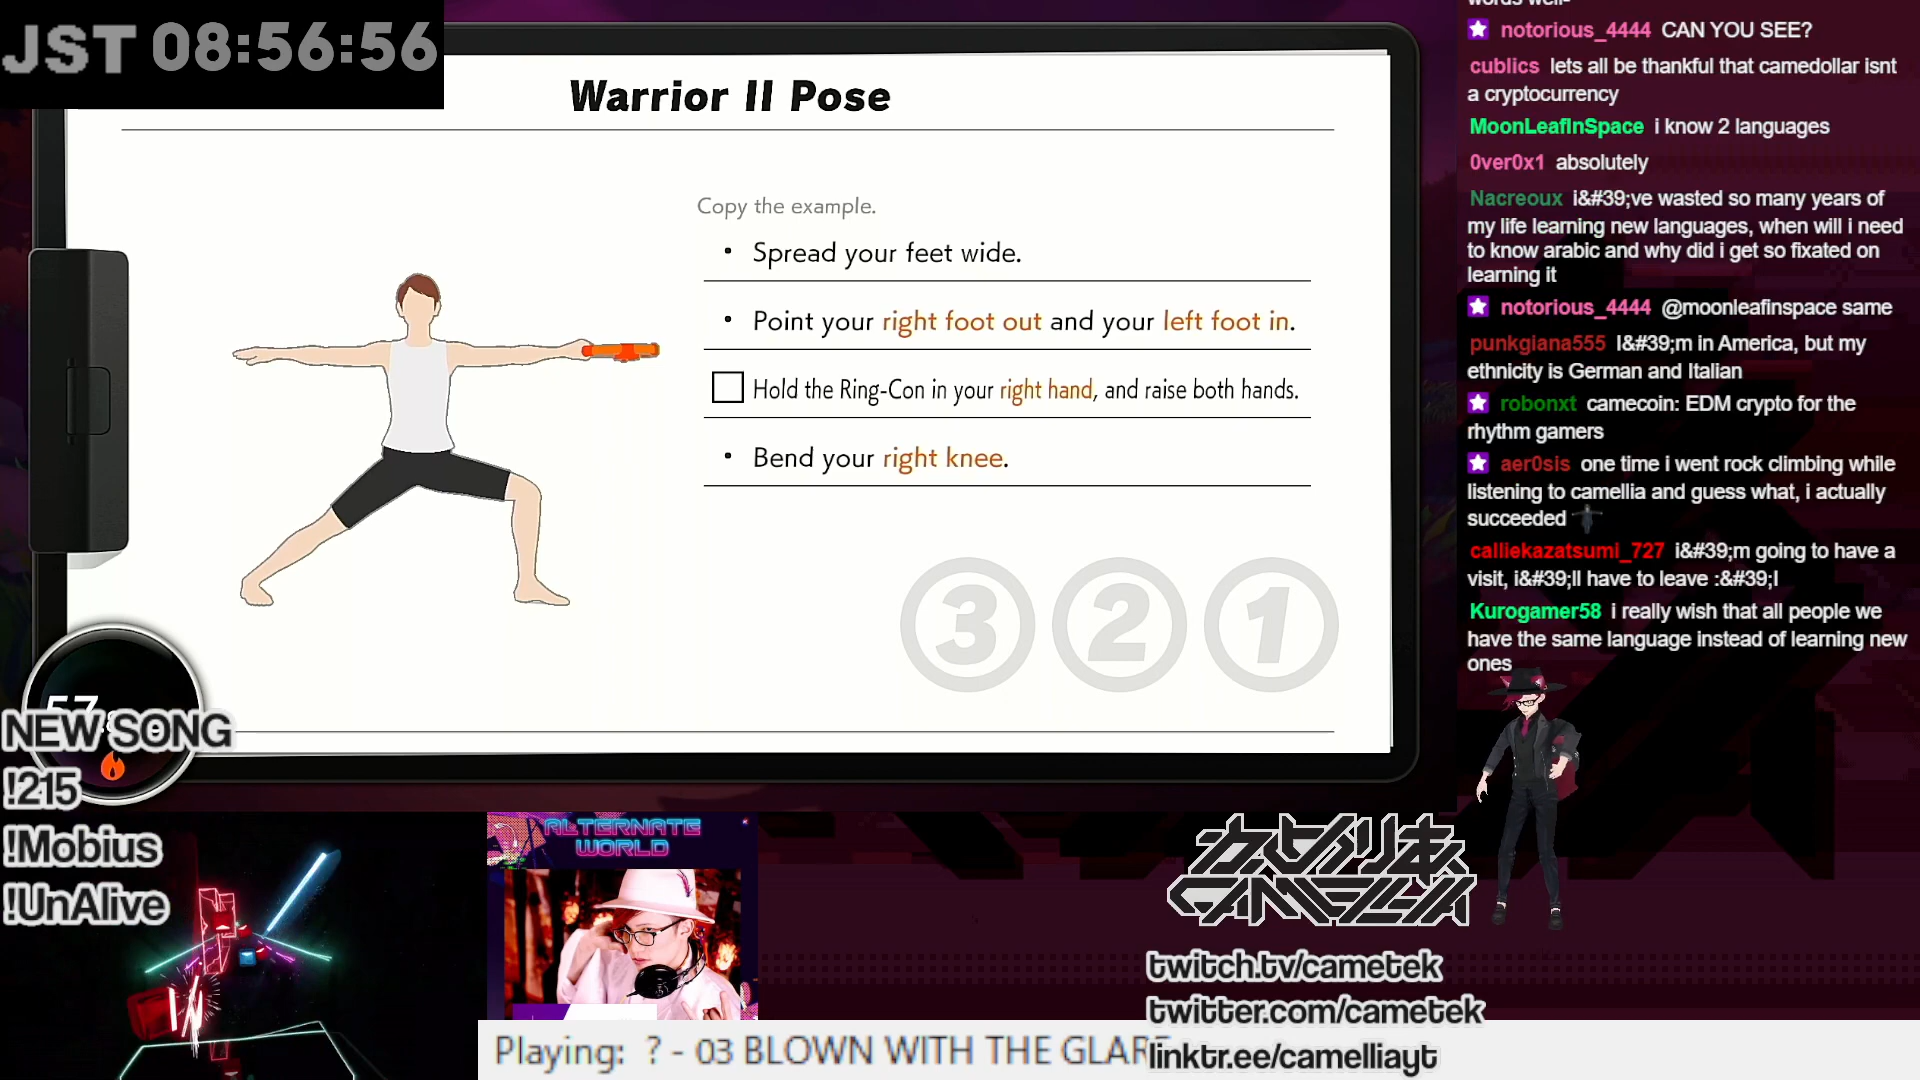 JST 08:56:56
Warrior II Pose
Copy the example.
• Spread your feet wide.
• Point your right foot out and your left foot in.
Hold the Ring-Con in your right hand, and raise both hands.
• Bend your right knee.
3 2 1
NEW SONG
!215
!Mobius
!UnAlive
ALTERNATE
WORLD
カメリア
CAMELLIA
twitch.tv/cametek
twitter.com/cametek
linktr.ee/camelliayt
Playing: ? - 03 BLOWN WITH THE GLARE
notorious_4444 CAN YOU SEE?
cublics lets all be thankful that camedollar isnt
a cryptocurrency
MoonLeafInSpace i know 2 languages
0ver0x1 absolutely
Nacreoux i&#39;ve wasted so many years of
my life learning new languages, when will i need
to know arabic and why did i get so fixated on
learning it
notorious_4444 @moonleafinspace same
punkgiana555 I&#39;m in America, but my
ethnicity is German and Italian
robonxt camecoin: EDM crypto for the
rhythm gamers
aer0sis one time i went rock climbing while
listening to camellia and guess what, i actually
succeeded
calliekazatsumi_727 i&#39;m going to have a
visit, i&#39;ll have to leave :&#39;I
Kurogamer58 i really wish that all people we
have the same language instead of learning new
ones